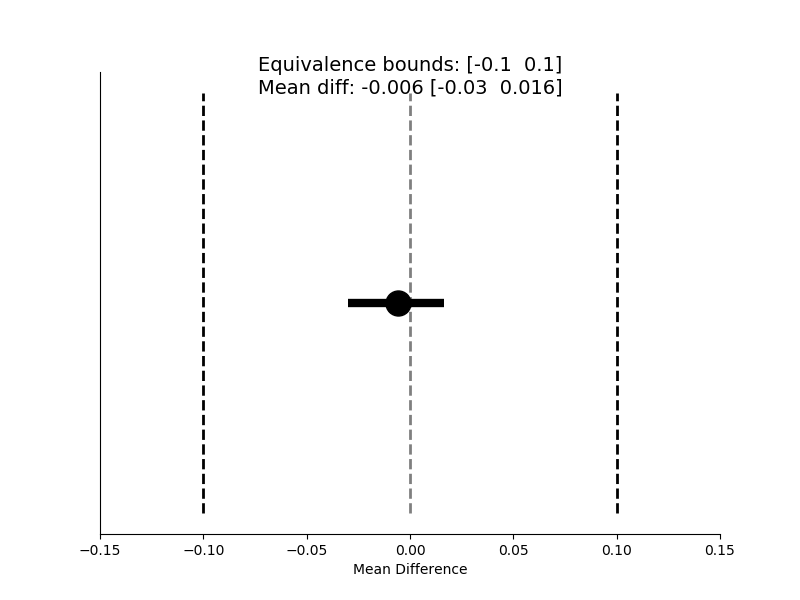 Equivalence bounds: [-0.1  0.1]
Mean diff: -0.006 [-0.03  0.016]
−0.15 −0.10 −0.05 0.00 0.05 0.10 0.15
Mean Difference